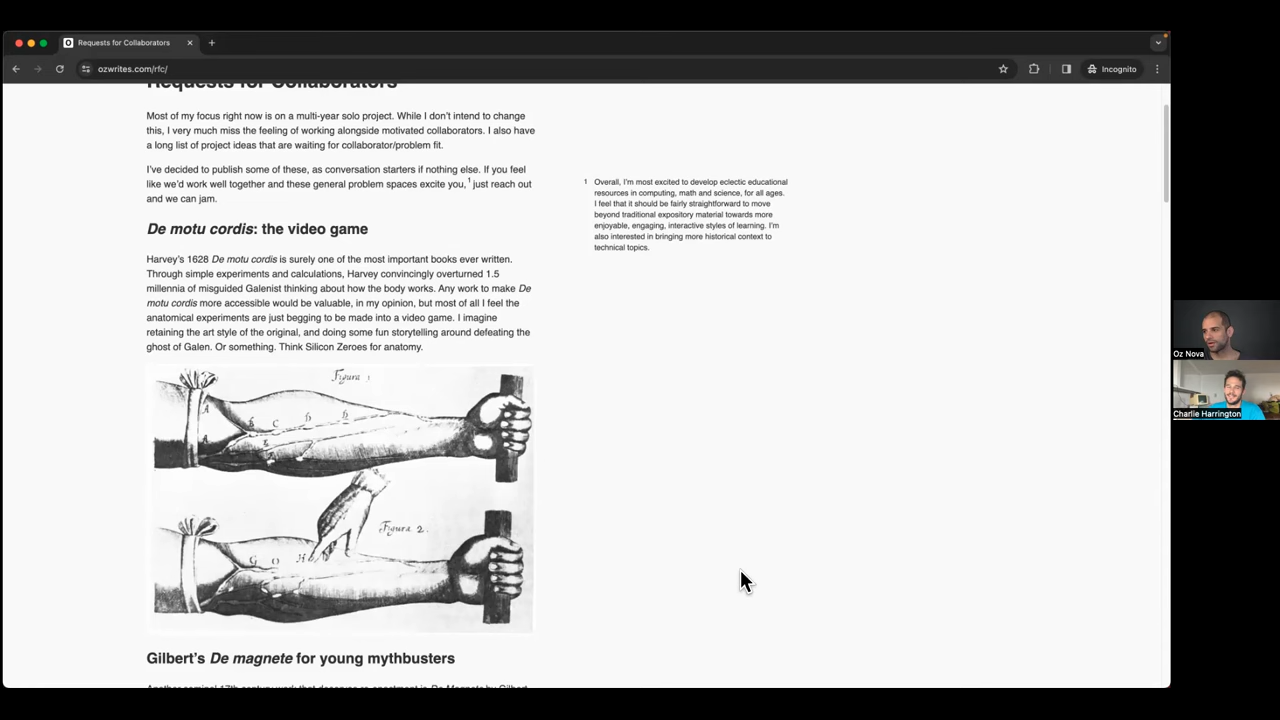 Requests for Collaborators
ozwrites.com/rfc/
Incognito
Requests for Collaborators
Most of my focus right now is on a multi-year solo project. While I don't intend to change
this, I very much miss the feeling of working alongside motivated collaborators. I also have
a long list of project ideas that are waiting for collaborator/problem fit.
I've decided to publish some of these, as conversation starters if nothing else. If you feel
like we'd work well together and these general problem spaces excite you,1 just reach out
and we can jam.
1 Overall, I'm most excited to develop eclectic educational
resources in computing, math and science, for all ages.
I feel that it should be fairly straightforward to move
beyond traditional expository material towards more
enjoyable, engaging, interactive styles of learning. I'm
also interested in bringing more historical context to
technical topics.
De motu cordis: the video game
Harvey's 1628 De motu cordis is surely one of the most important books ever written.
Through simple experiments and calculations, Harvey convincingly overturned 1.5
millennia of misguided Galenist thinking about how the body works. Any work to make De
motu cordis more accessible would be valuable, in my opinion, but most of all I feel the
anatomical experiments are just begging to be made into a video game. I imagine
retaining the art style of the original, and doing some fun storytelling around defeating the
ghost of Galen. Or something. Think Silicon Zeroes for anatomy.
Figura 1
A
C
D
A
Figura 2.
G O H
Gilbert's De magnete for young mythbusters
Oz Nova
Charlie Harrington